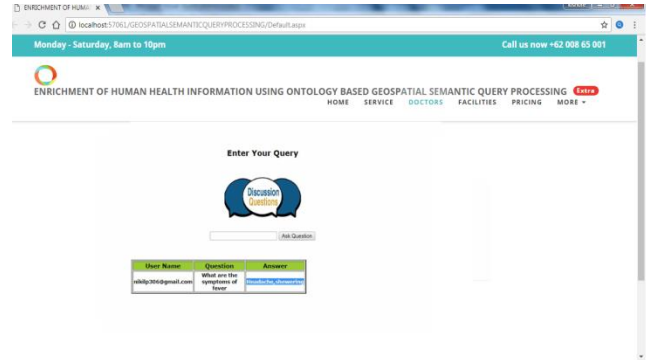 ENRICHMENT OF HUMA
localhost:57061/GEOSPATIALSEMANTICQUERYPROCESSING/Default.aspx
Monday - Saturday, 8am to 10pm
Call us now +62 008 65 001
ENRICHMENT OF HUMAN HEALTH INFORMATION USING ONTOLOGY BASED GEOSPATIAL SEMANTIC QUERY PROCESSING Extra
HOME SERVICE DOCTORS FACILITIES PRICING MORE
Enter Your Query
Discussion
Questions
Ask Question
User Name Question Answer
What are the
nikilp306@gmail.com symptoms of Headache,shewering
fever